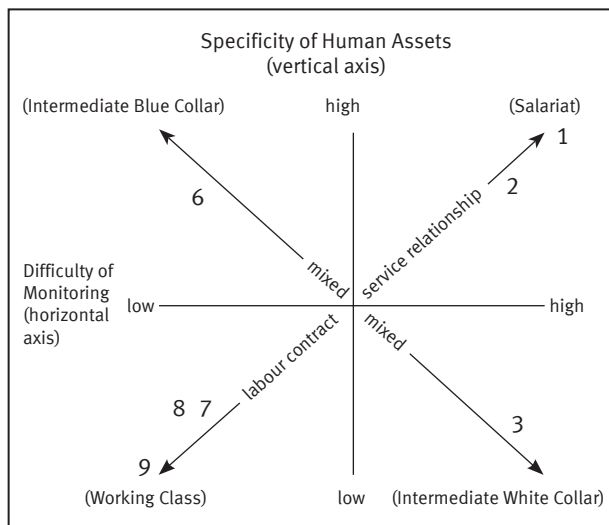 Specificity of Human Assets
(vertical axis)
(Intermediate Blue Collar)
high
(Salariat)
1
2
6
service relationship
mixed
Difficulty of
Monitoring
(horizontal
axis)
low
high
labour contract
mixed
8 7
3
9
(Working Class)
low
(Intermediate White Collar)